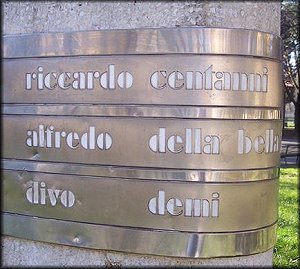 riccardo centanni
alfredo della bella
divo demi